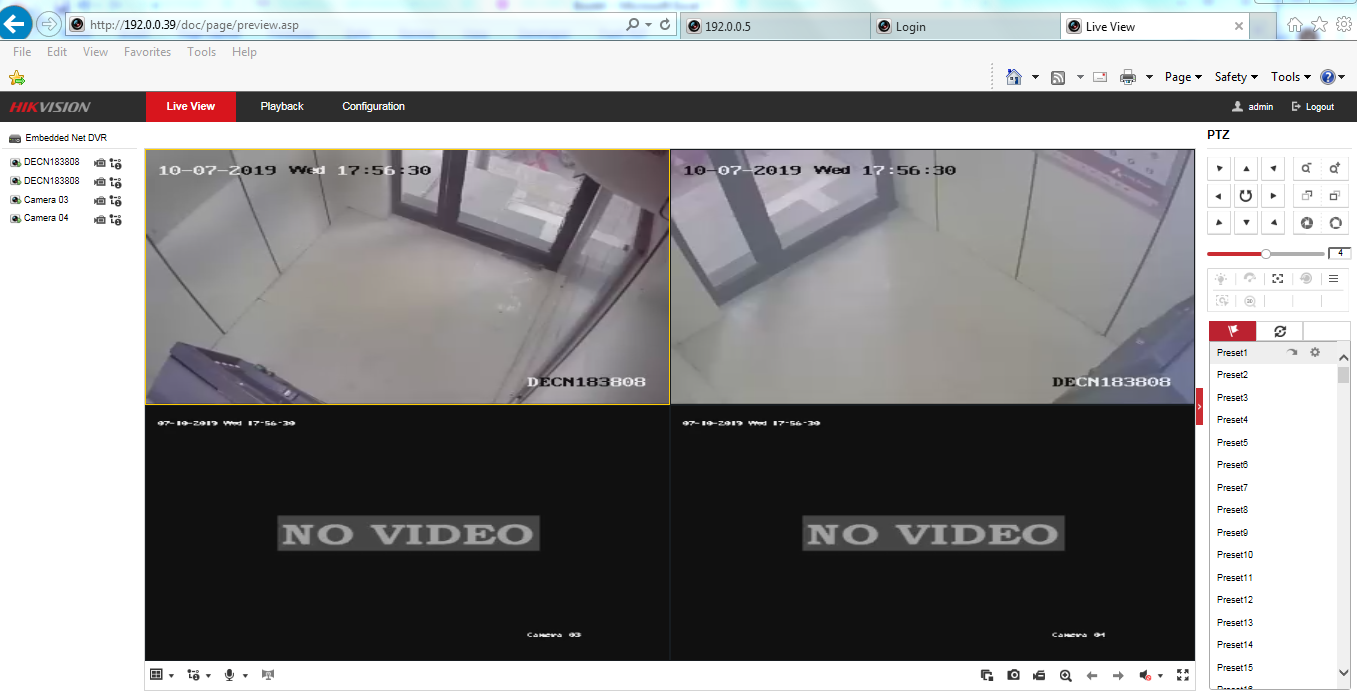 http://192.0.0.39/doc/page/preview.asp
192.0.0.5
Login
Live View
File Edit View Favorites Tools Help
Page Safety Tools
HIKVISION
Live View Playback Configuration
admin Logout
Embedded Net DVR
DECN183808
DECN183808
Camera 03
Camera 04
10-07-2019 Wed 17:56:30
DECN183808
10-07-2019 Wed 17:56:30
DECN183808
07-10-2019 Wed 17:56:30
NO VIDEO
Camera 03
07-10-2019 Wed 17:56:30
NO VIDEO
Camera 04
PTZ
4
Preset1
Preset2
Preset3
Preset4
Preset5
Preset6
Preset7
Preset8
Preset9
Preset10
Preset11
Preset12
Preset13
Preset14
Preset15